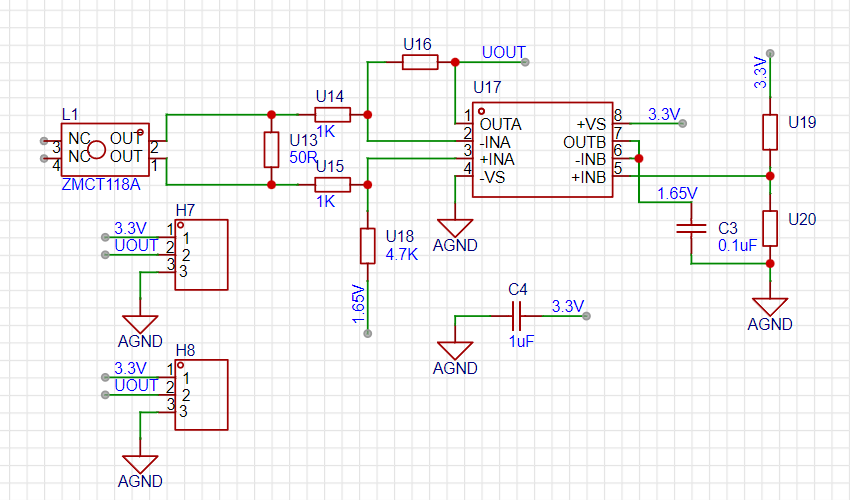 U16
UOUT
U17
L1
NC OUT
NC OUT
3 2
4 1
ZMCT118A
U14
1K
U13
50R
U15
1K
1 OUTA
2 -INA
3 +INA
4 -VS
+VS 8
OUTB 7
-INB 6
+INB 5
3.3V
3.3V
U19
1.65V
C3
0.1uF
U20
AGND
AGND
U18
4.7K
1.65V
H7
3.3V 1 1
UOUT 2 2
3 3
AGND
C4
3.3V
1uF
AGND
H8
3.3V 1 1
UOUT 2 2
3 3
AGND